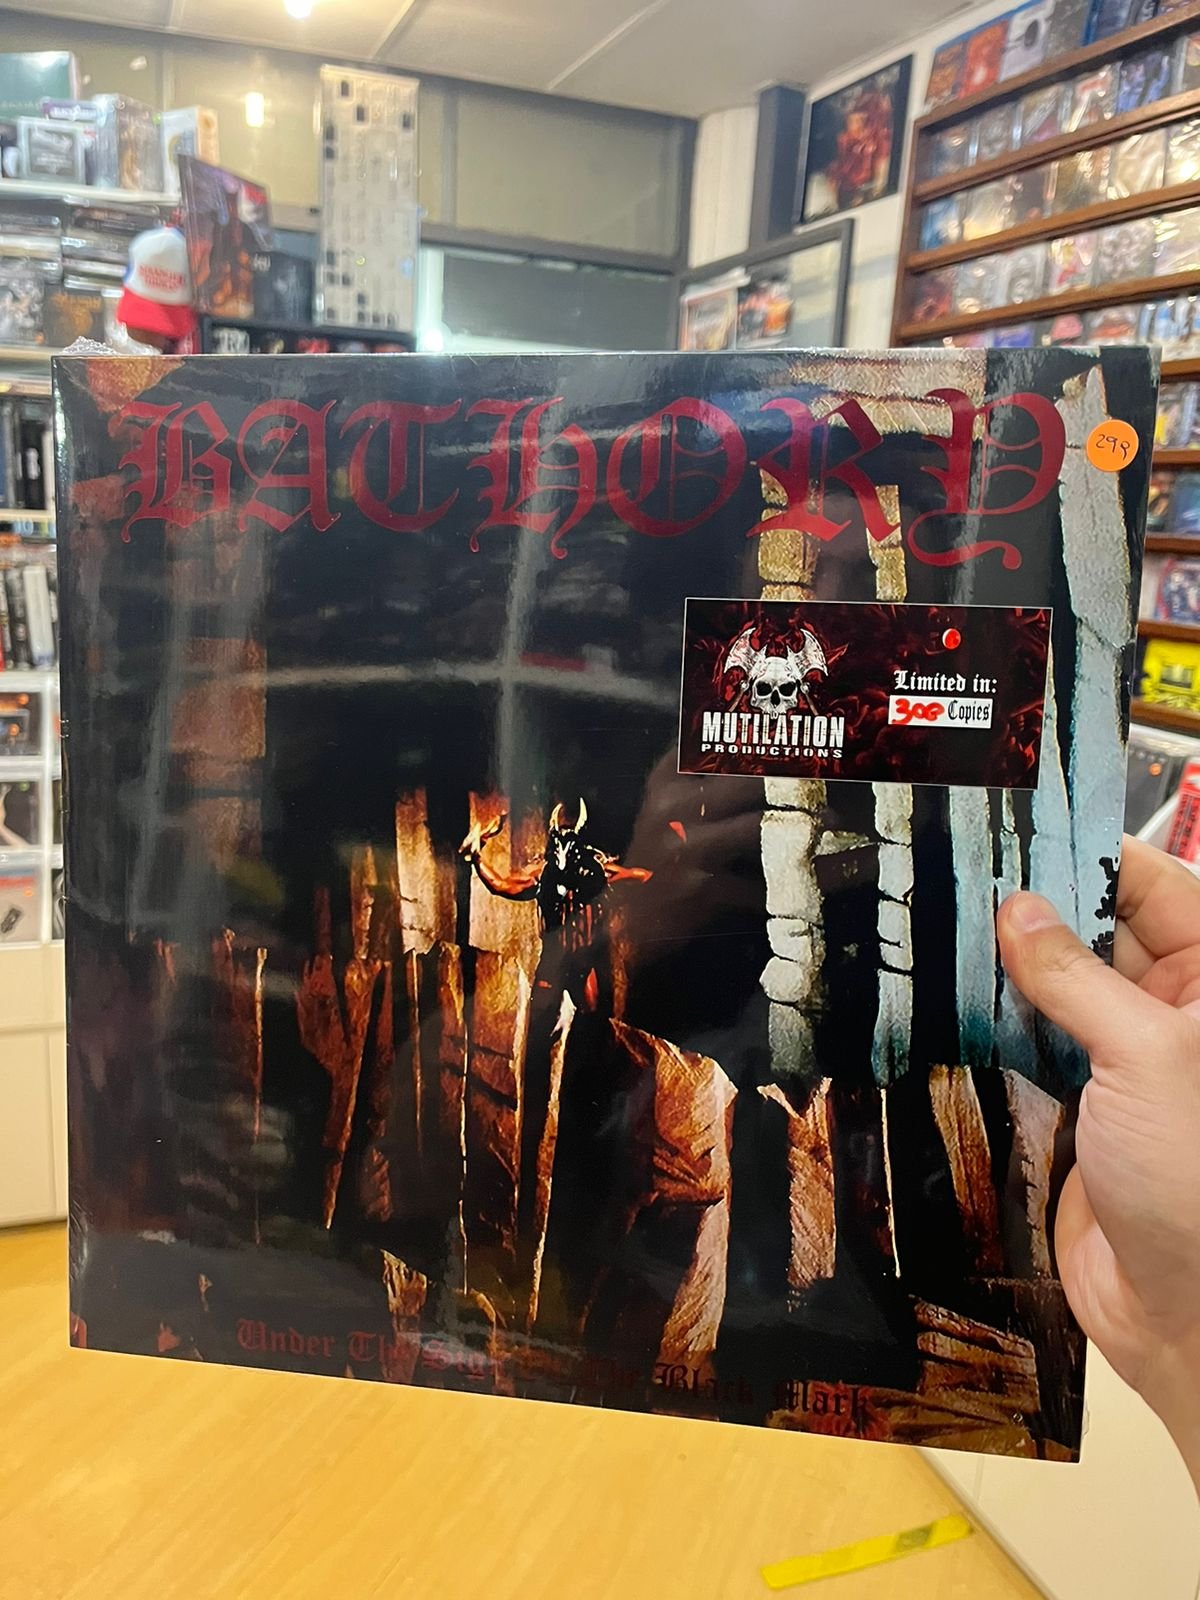 BATHORY
299
Limited in:
300 Copies
MUTILATION
PRODUCTIONS
Under The Sign Of The Black Mark